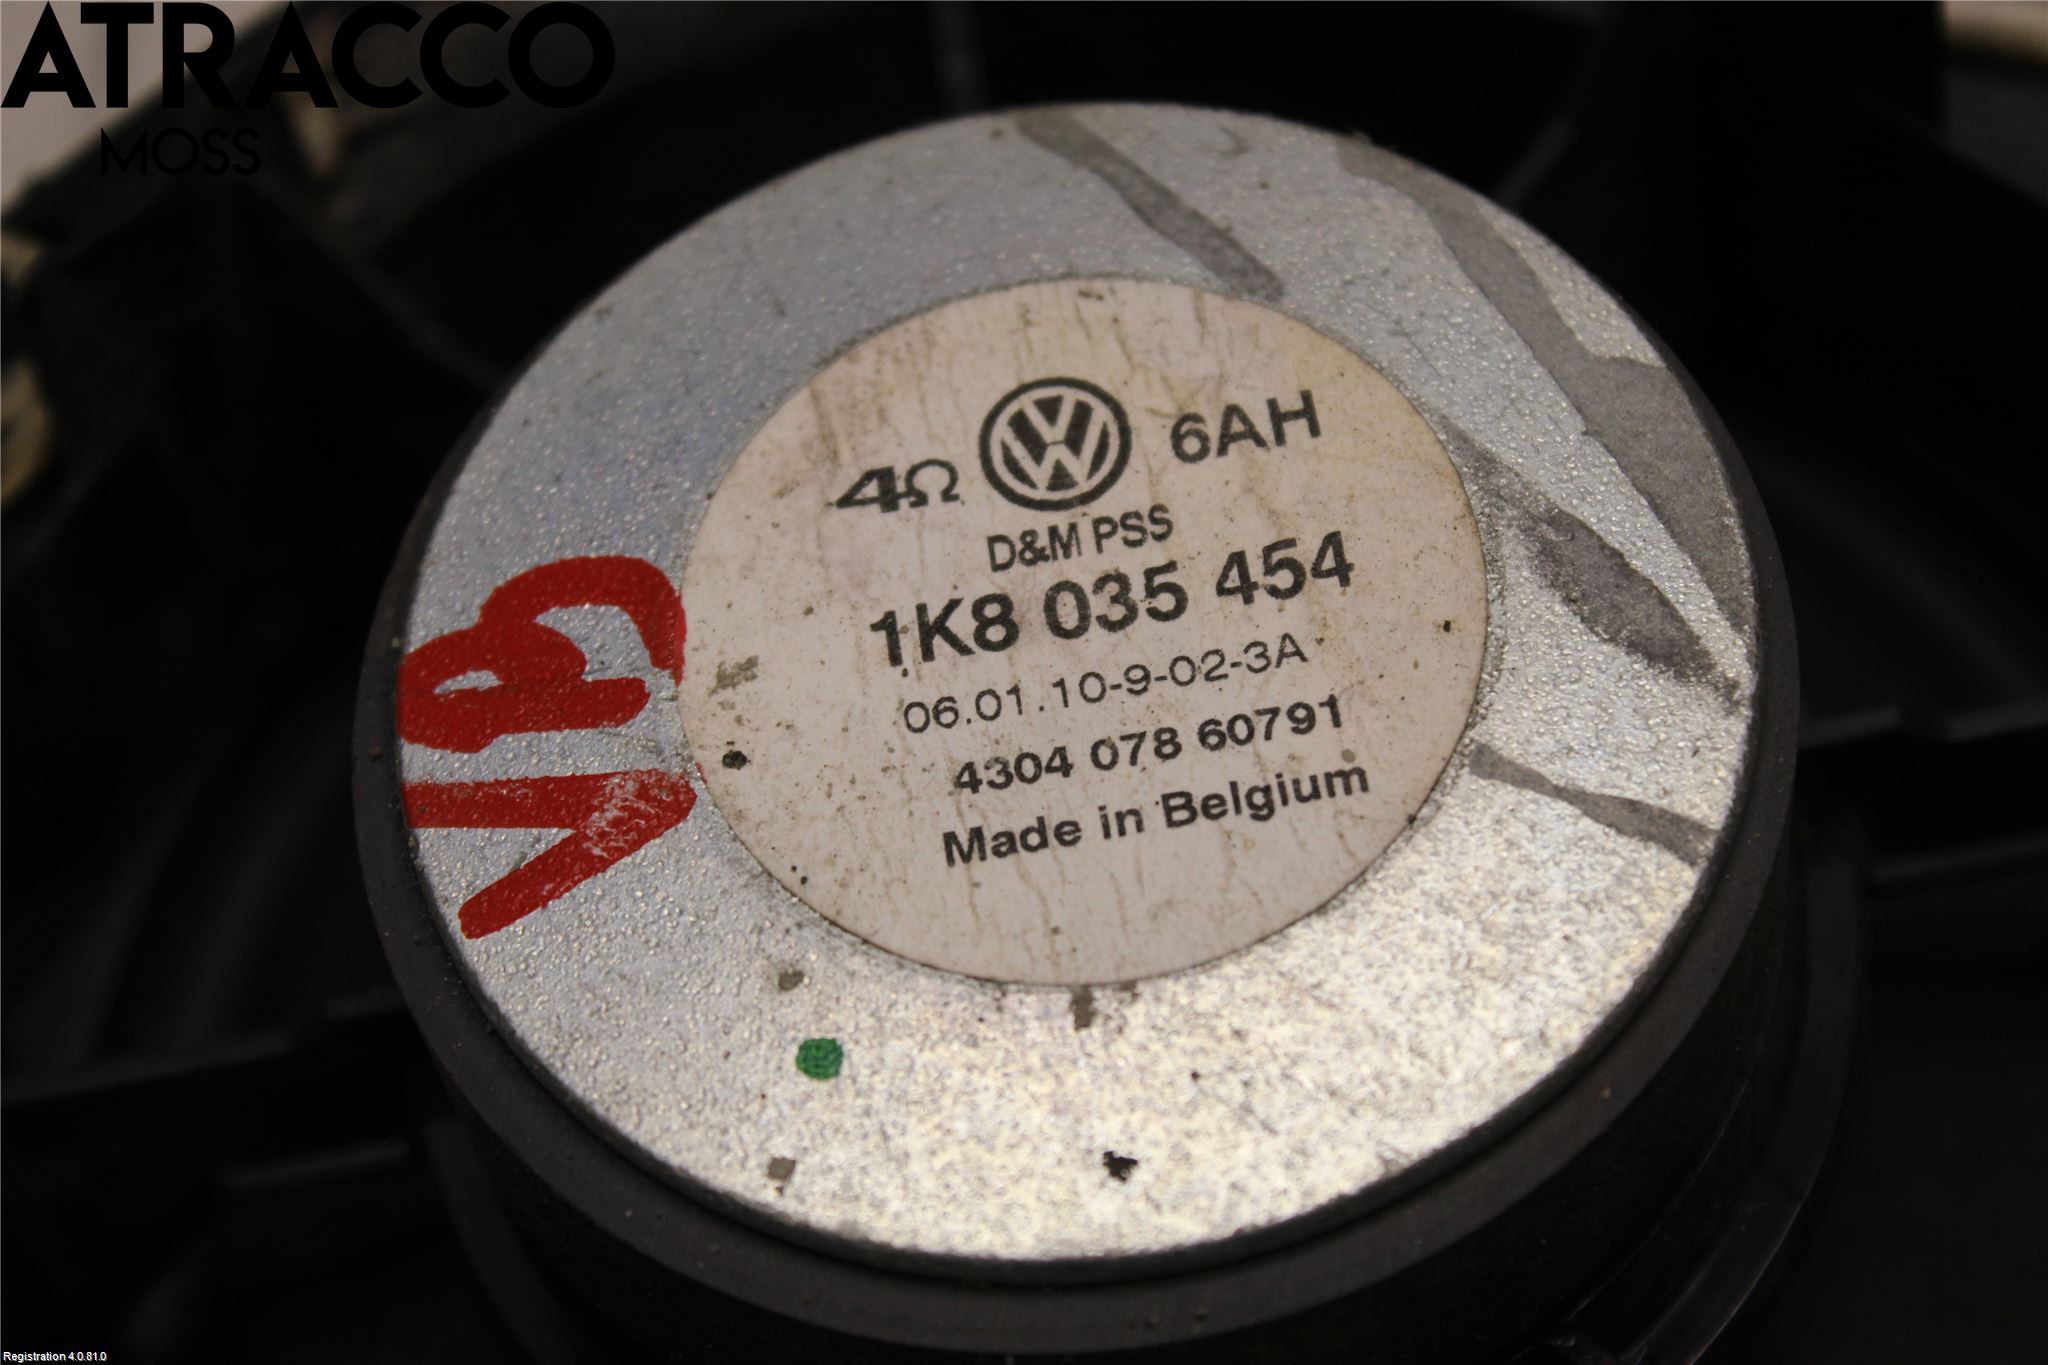 ATRACCO
MOSS
4Ω 6AH
D&M PSS
1K8 035 454
06.01.10-9-02-3A
4304 078 60791
Made in Belgium
VB
Registration 4.0.81.0